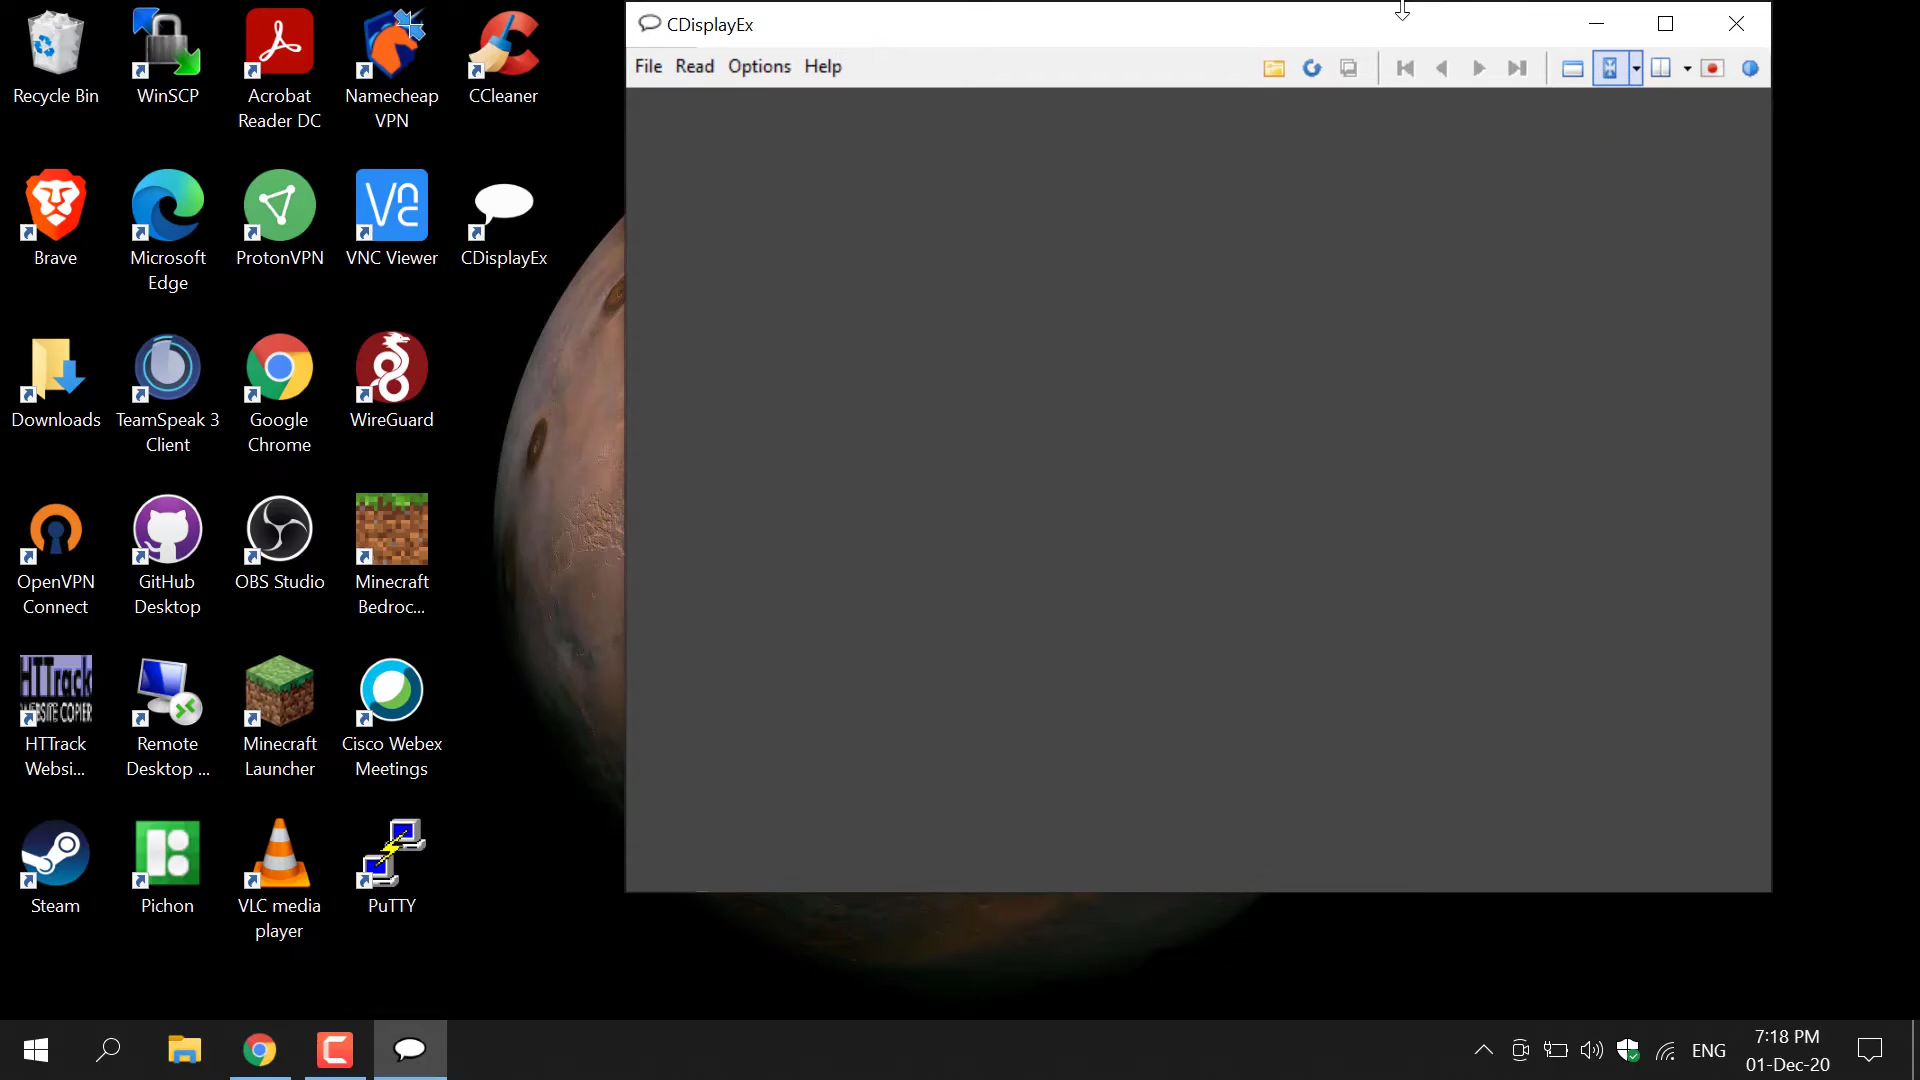 Recycle Bin
WinSCP
Acrobat
Reader DC
Namecheap
VPN
CCleaner
Brave
Microsoft
Edge
ProtonVPN
VNC Viewer
CDisplayEx
Downloads
TeamSpeak 3
Client
Google
Chrome
WireGuard
OpenVPN
Connect
GitHub
Desktop
OBS Studio
Minecraft
Bedroc...
HTTrack
WEBSITE COPIER
HTTrack
Websi...
Remote
Desktop ...
Minecraft
Launcher
Cisco Webex
Meetings
Steam
Pichon
VLC media
player
PuTTY
CDisplayEx
File Read Options Help
ENG
7:18 PM
01-Dec-20